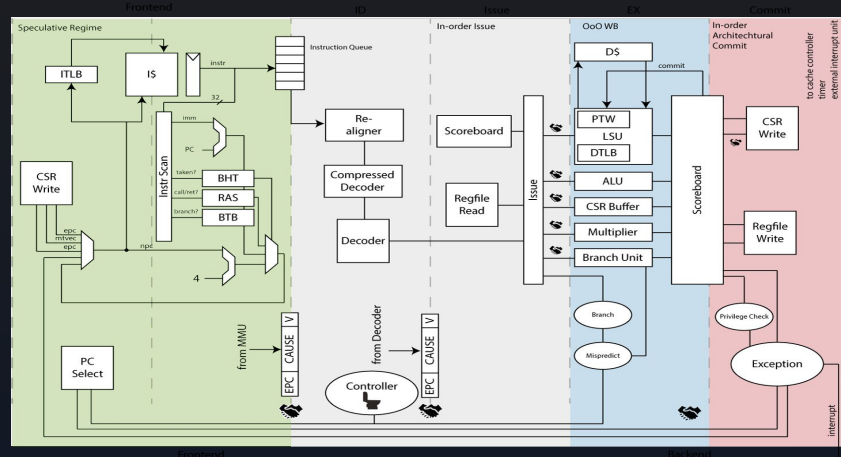 Frontend
ID
Issue
EX
Commit
Speculative Regime
In-order Issue
OoO WB
In-order
Architechtural
Commit
ITLB
I$
instr
Instruction Queue
32
Instr Scan
imm
PC
taken?
BHT
call/ret?
RAS
branch?
BTB
CSR
Write
epc
mtvec
epc
npc
4
PC
Select
Re-
aligner
Compressed
Decoder
Decoder
from MMU
EPC
CAUSE
V
from Decoder
EPC
CAUSE
V
Controller
Scoreboard
Regfile
Read
Issue
D$
commit
PTW
LSU
DTLB
ALU
CSR Buffer
Multiplier
Branch Unit
Branch
Mispredict
Scoreboard
to cache controller
timer
external interrupt unit
CSR
Write
Regfile
Write
Privilege Check
Exception
interrupt
Frontend
Backend